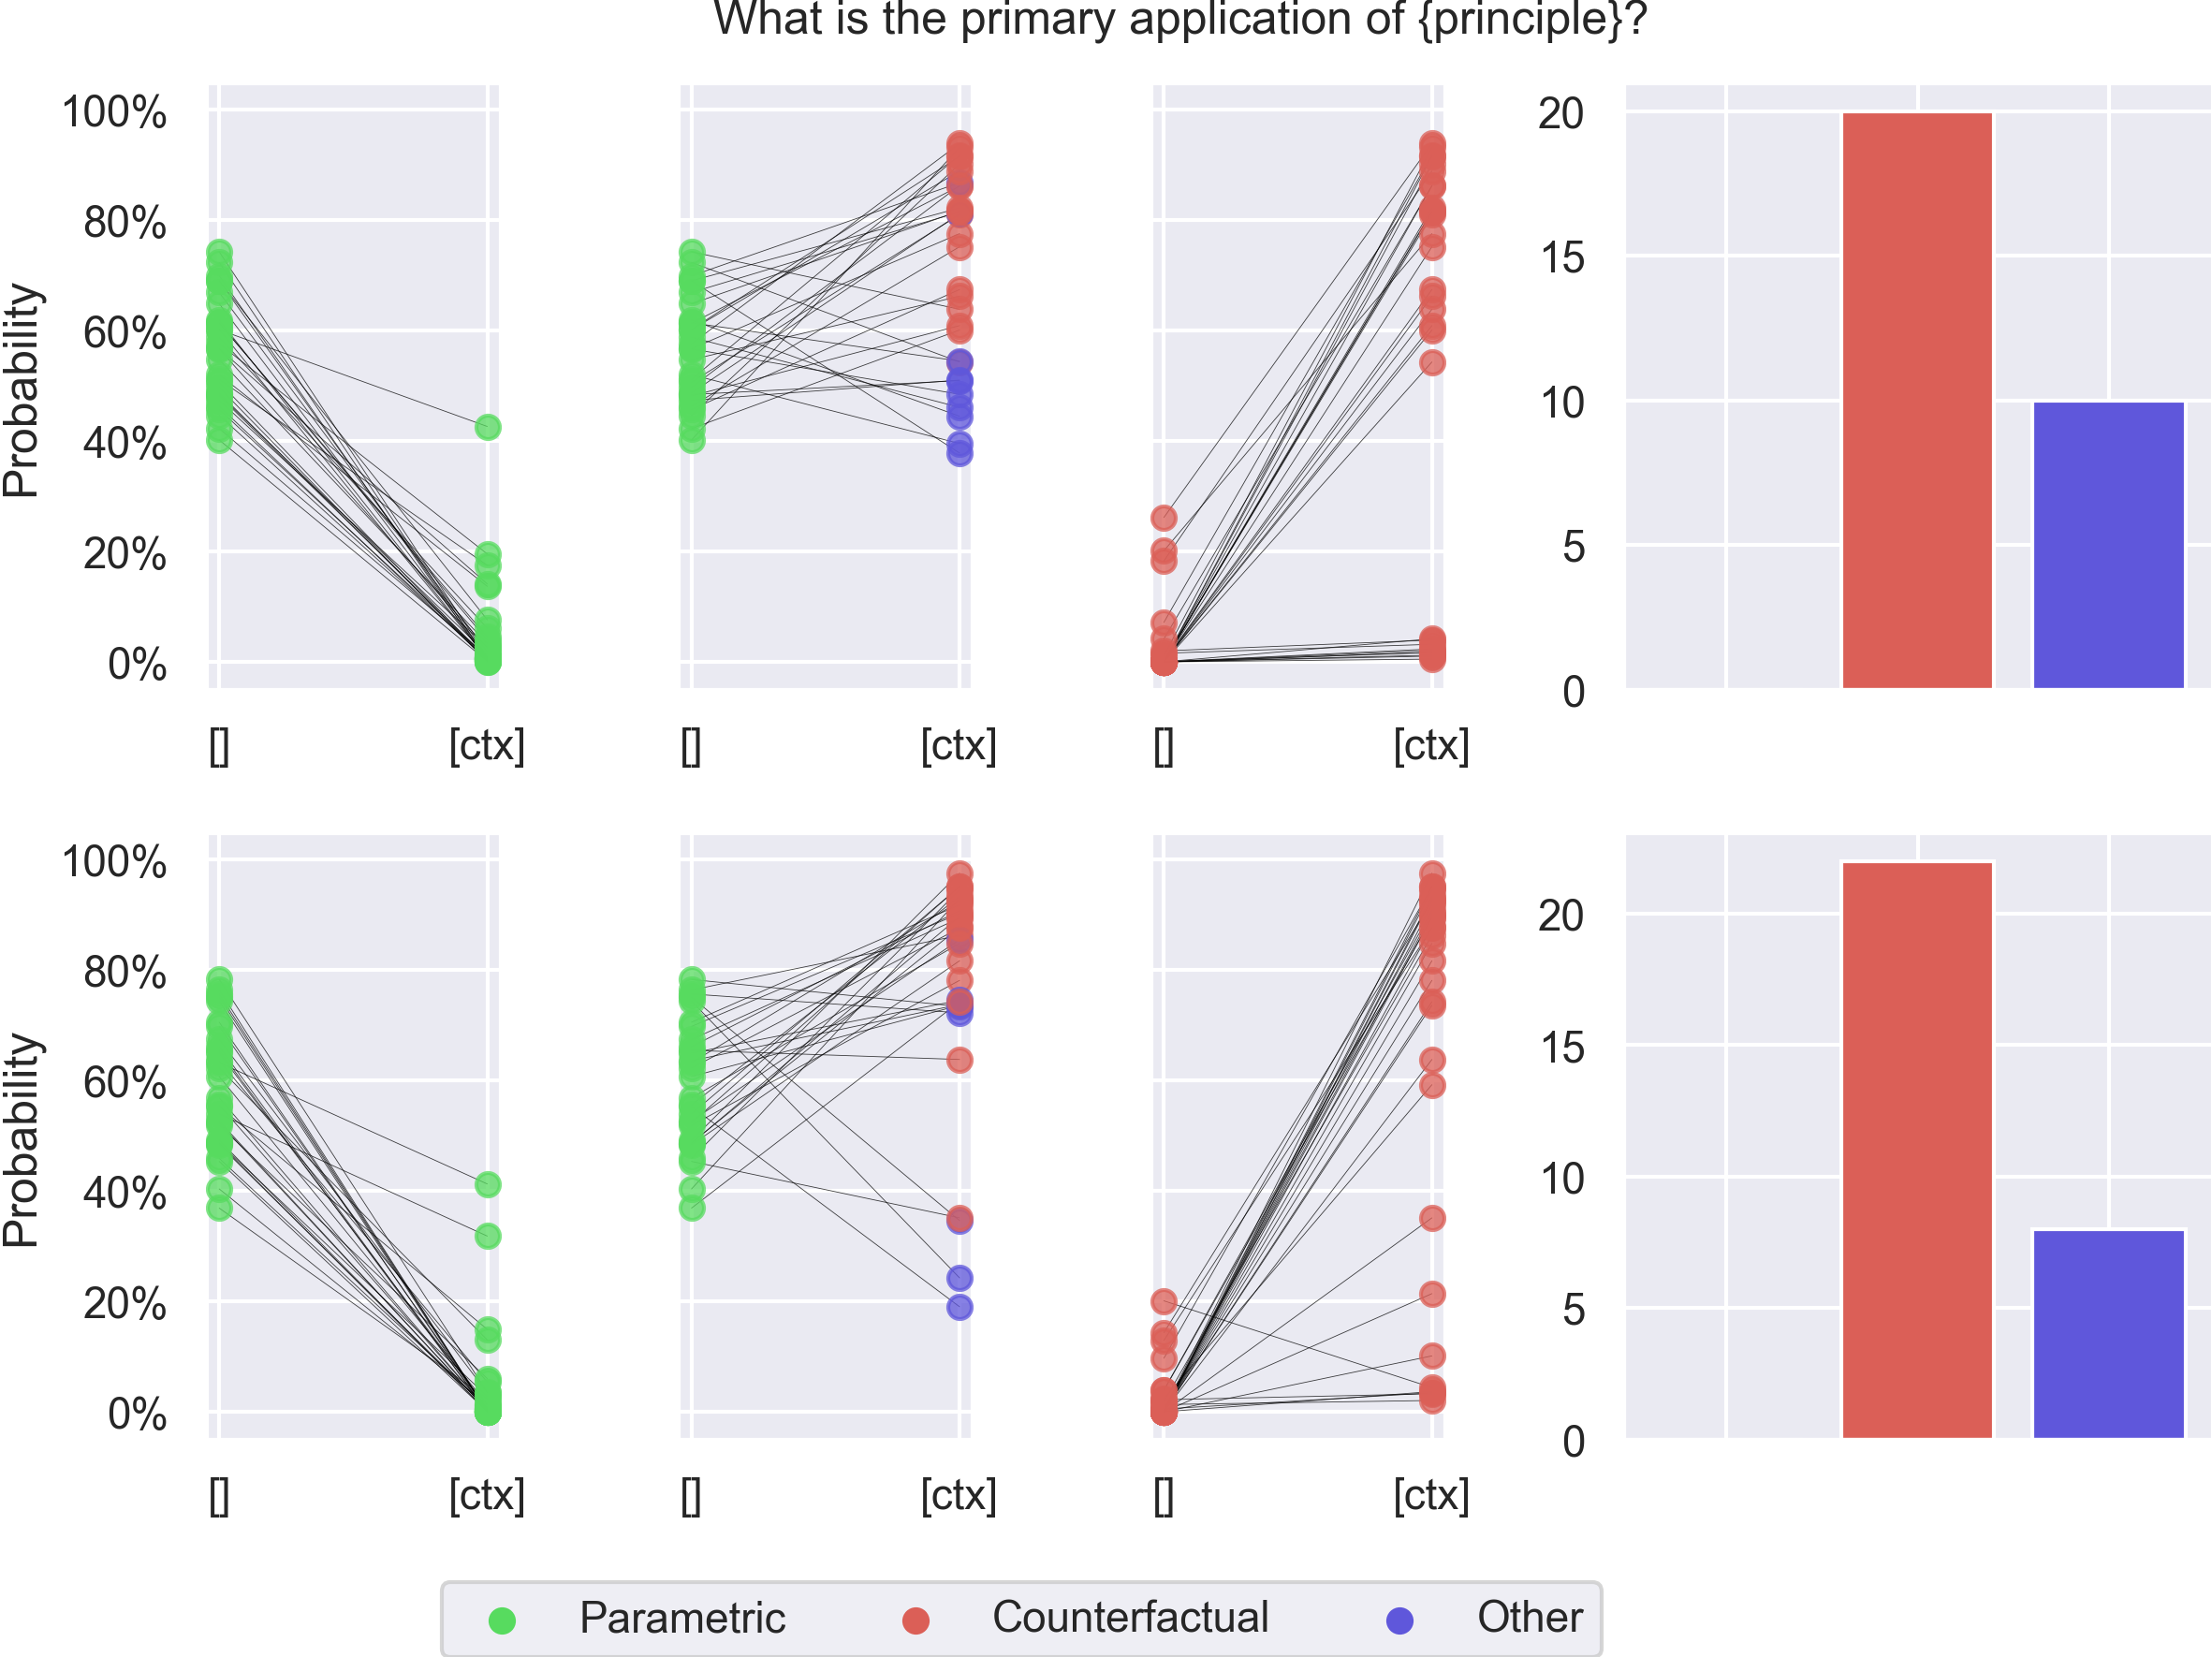 What is the primary application of {principle}?
Probability
100%
80%
60%
40%
20%
0%
[]
[ctx]
[]
[ctx]
[]
[ctx]
20
15
10
5
0
Probability
100%
80%
60%
40%
20%
0%
[]
[ctx]
[]
[ctx]
[]
[ctx]
20
15
10
5
0
Parametric
Counterfactual
Other